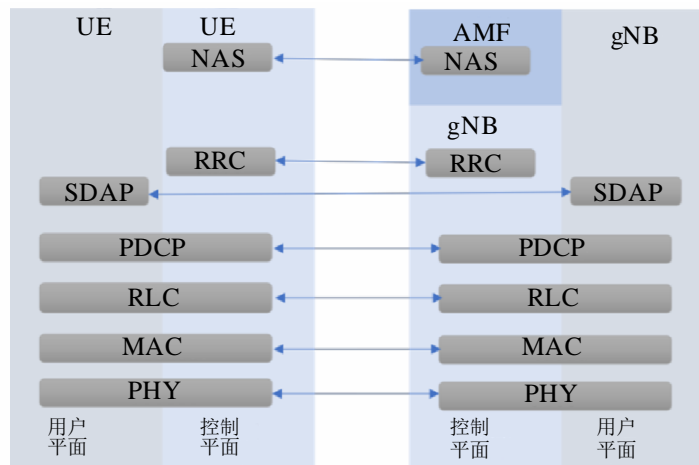 UE UE AMF gNB
NAS NAS
gNB
RRC RRC
SDAP SDAP
PDCP PDCP
RLC RLC
MAC MAC
PHY PHY
用户 控制 控制 用户
平面 平面 平面 平面